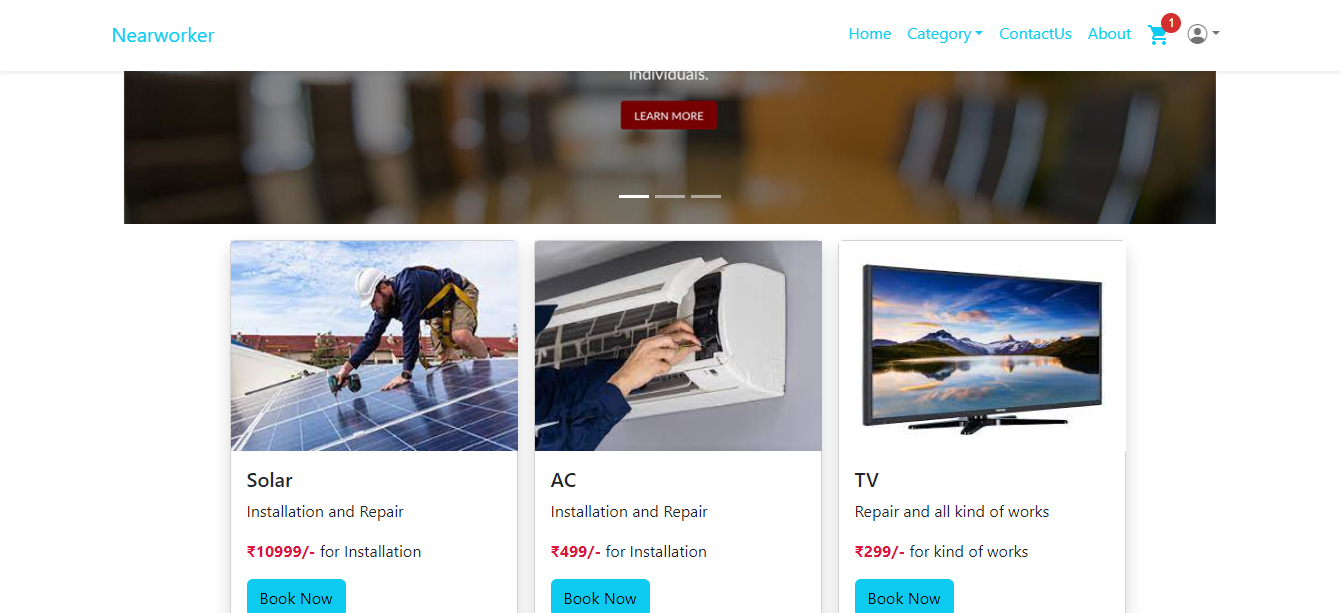 Nearworker
Home Category ContactUs About 1
individuals.
LEARN MORE
Solar
Installation and Repair
₹10999/- for Installation
Book Now
AC
Installation and Repair
₹499/- for Installation
Book Now
TV
Repair and all kind of works
₹299/- for kind of works
Book Now